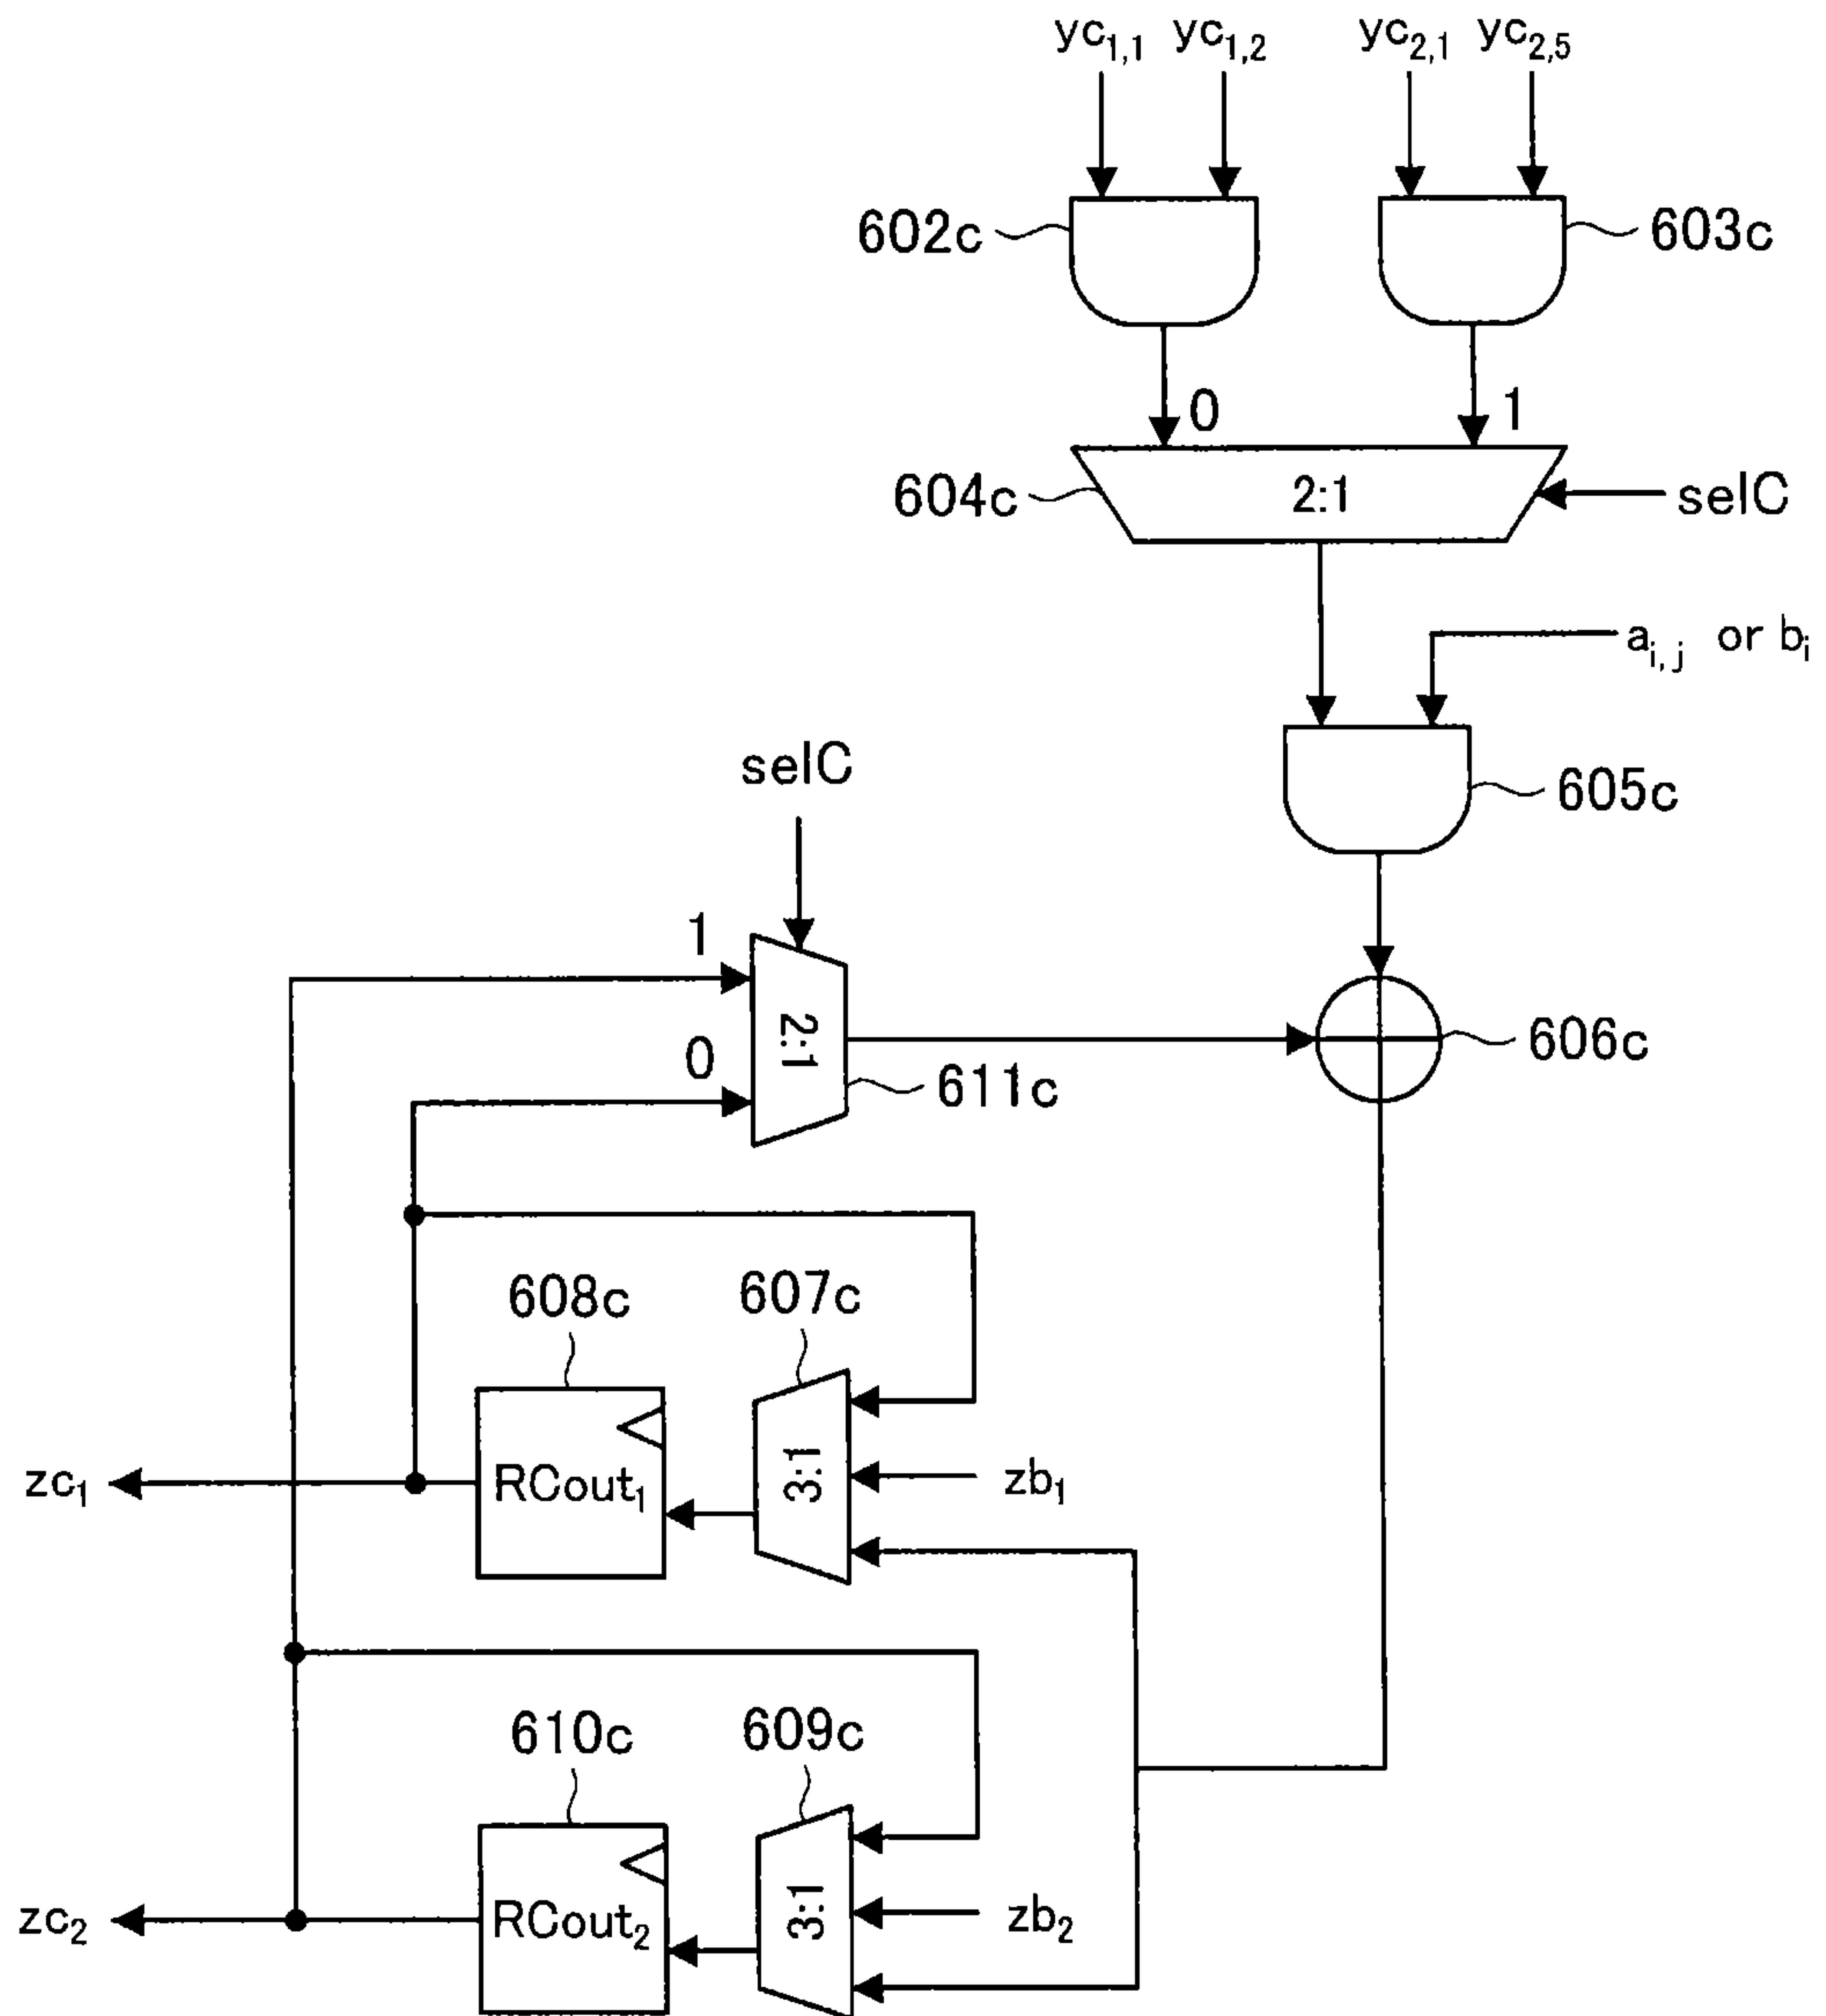 yc1,1 yc1,2 yc2,1 yc2,5
602c
603c
0
1
604c
2:1
selC
ai,j or bi
selC
605c
1
2:1
0
606c
611c
608c
607c
zc1
RCout1
3:1
zb1
610c
609c
zc2
RCout2
3:1
zb2